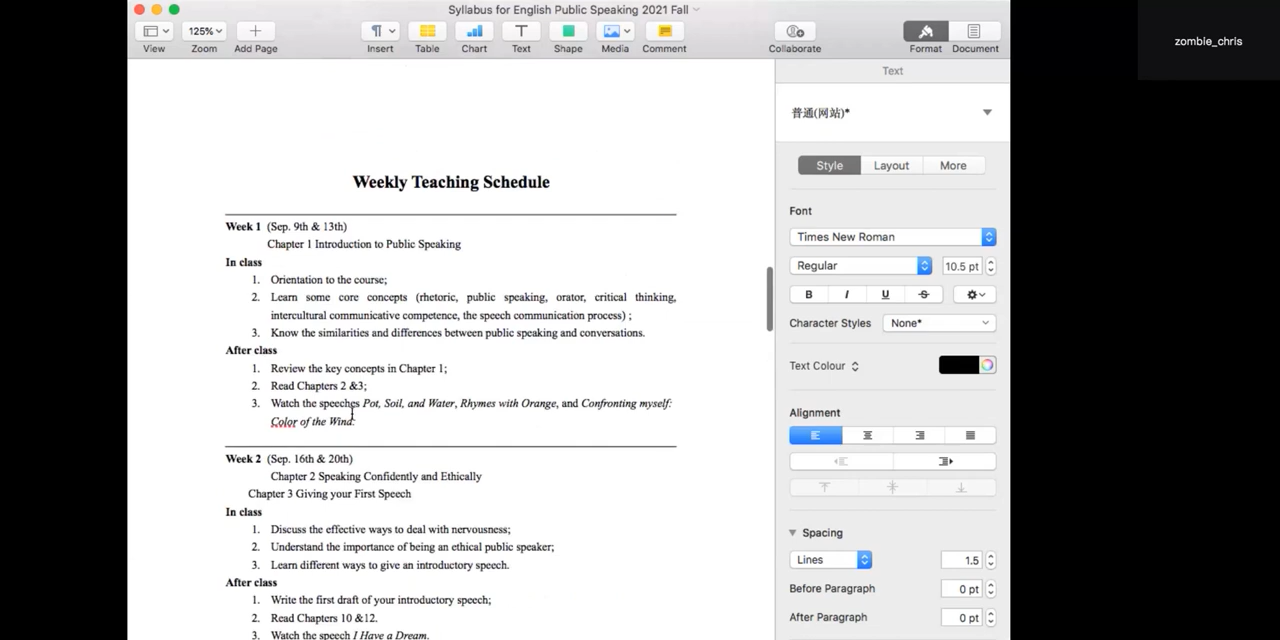 Syllabus for English Public Speaking 2021 Fall
zombie_chris
125%
View Zoom Add Page Insert Table Chart Text Shape Media Comment Collaborate Format Document
Text
普通(网站)*
Style Layout More
Font
Times New Roman
Regular 10.5 pt
B I U S
Character Styles None*
Text Colour
Alignment
Spacing
Lines 1.5
Before Paragraph 0 pt
After Paragraph 0 pt
Weekly Teaching Schedule
Week 1 (Sep. 9th & 13th)
Chapter 1 Introduction to Public Speaking
In class
1. Orientation to the course;
2. Learn some core concepts (rhetoric, public speaking, orator, critical thinking,
intercultural communicative competence, the speech communication process) ;
3. Know the similarities and differences between public speaking and conversations.
After class
1. Review the key concepts in Chapter 1;
2. Read Chapters 2 &3;
3. Watch the speeches Pot, Soil, and Water, Rhymes with Orange, and Confronting myself:
Color of the Wind.
Week 2 (Sep. 16th & 20th)
Chapter 2 Speaking Confidently and Ethically
Chapter 3 Giving your First Speech
In class
1. Discuss the effective ways to deal with nervousness;
2. Understand the importance of being an ethical public speaker;
3. Learn different ways to give an introductory speech.
After class
1. Write the first draft of your introductory speech;
2. Read Chapters 10 &12.
3. Watch the speech I Have a Dream.